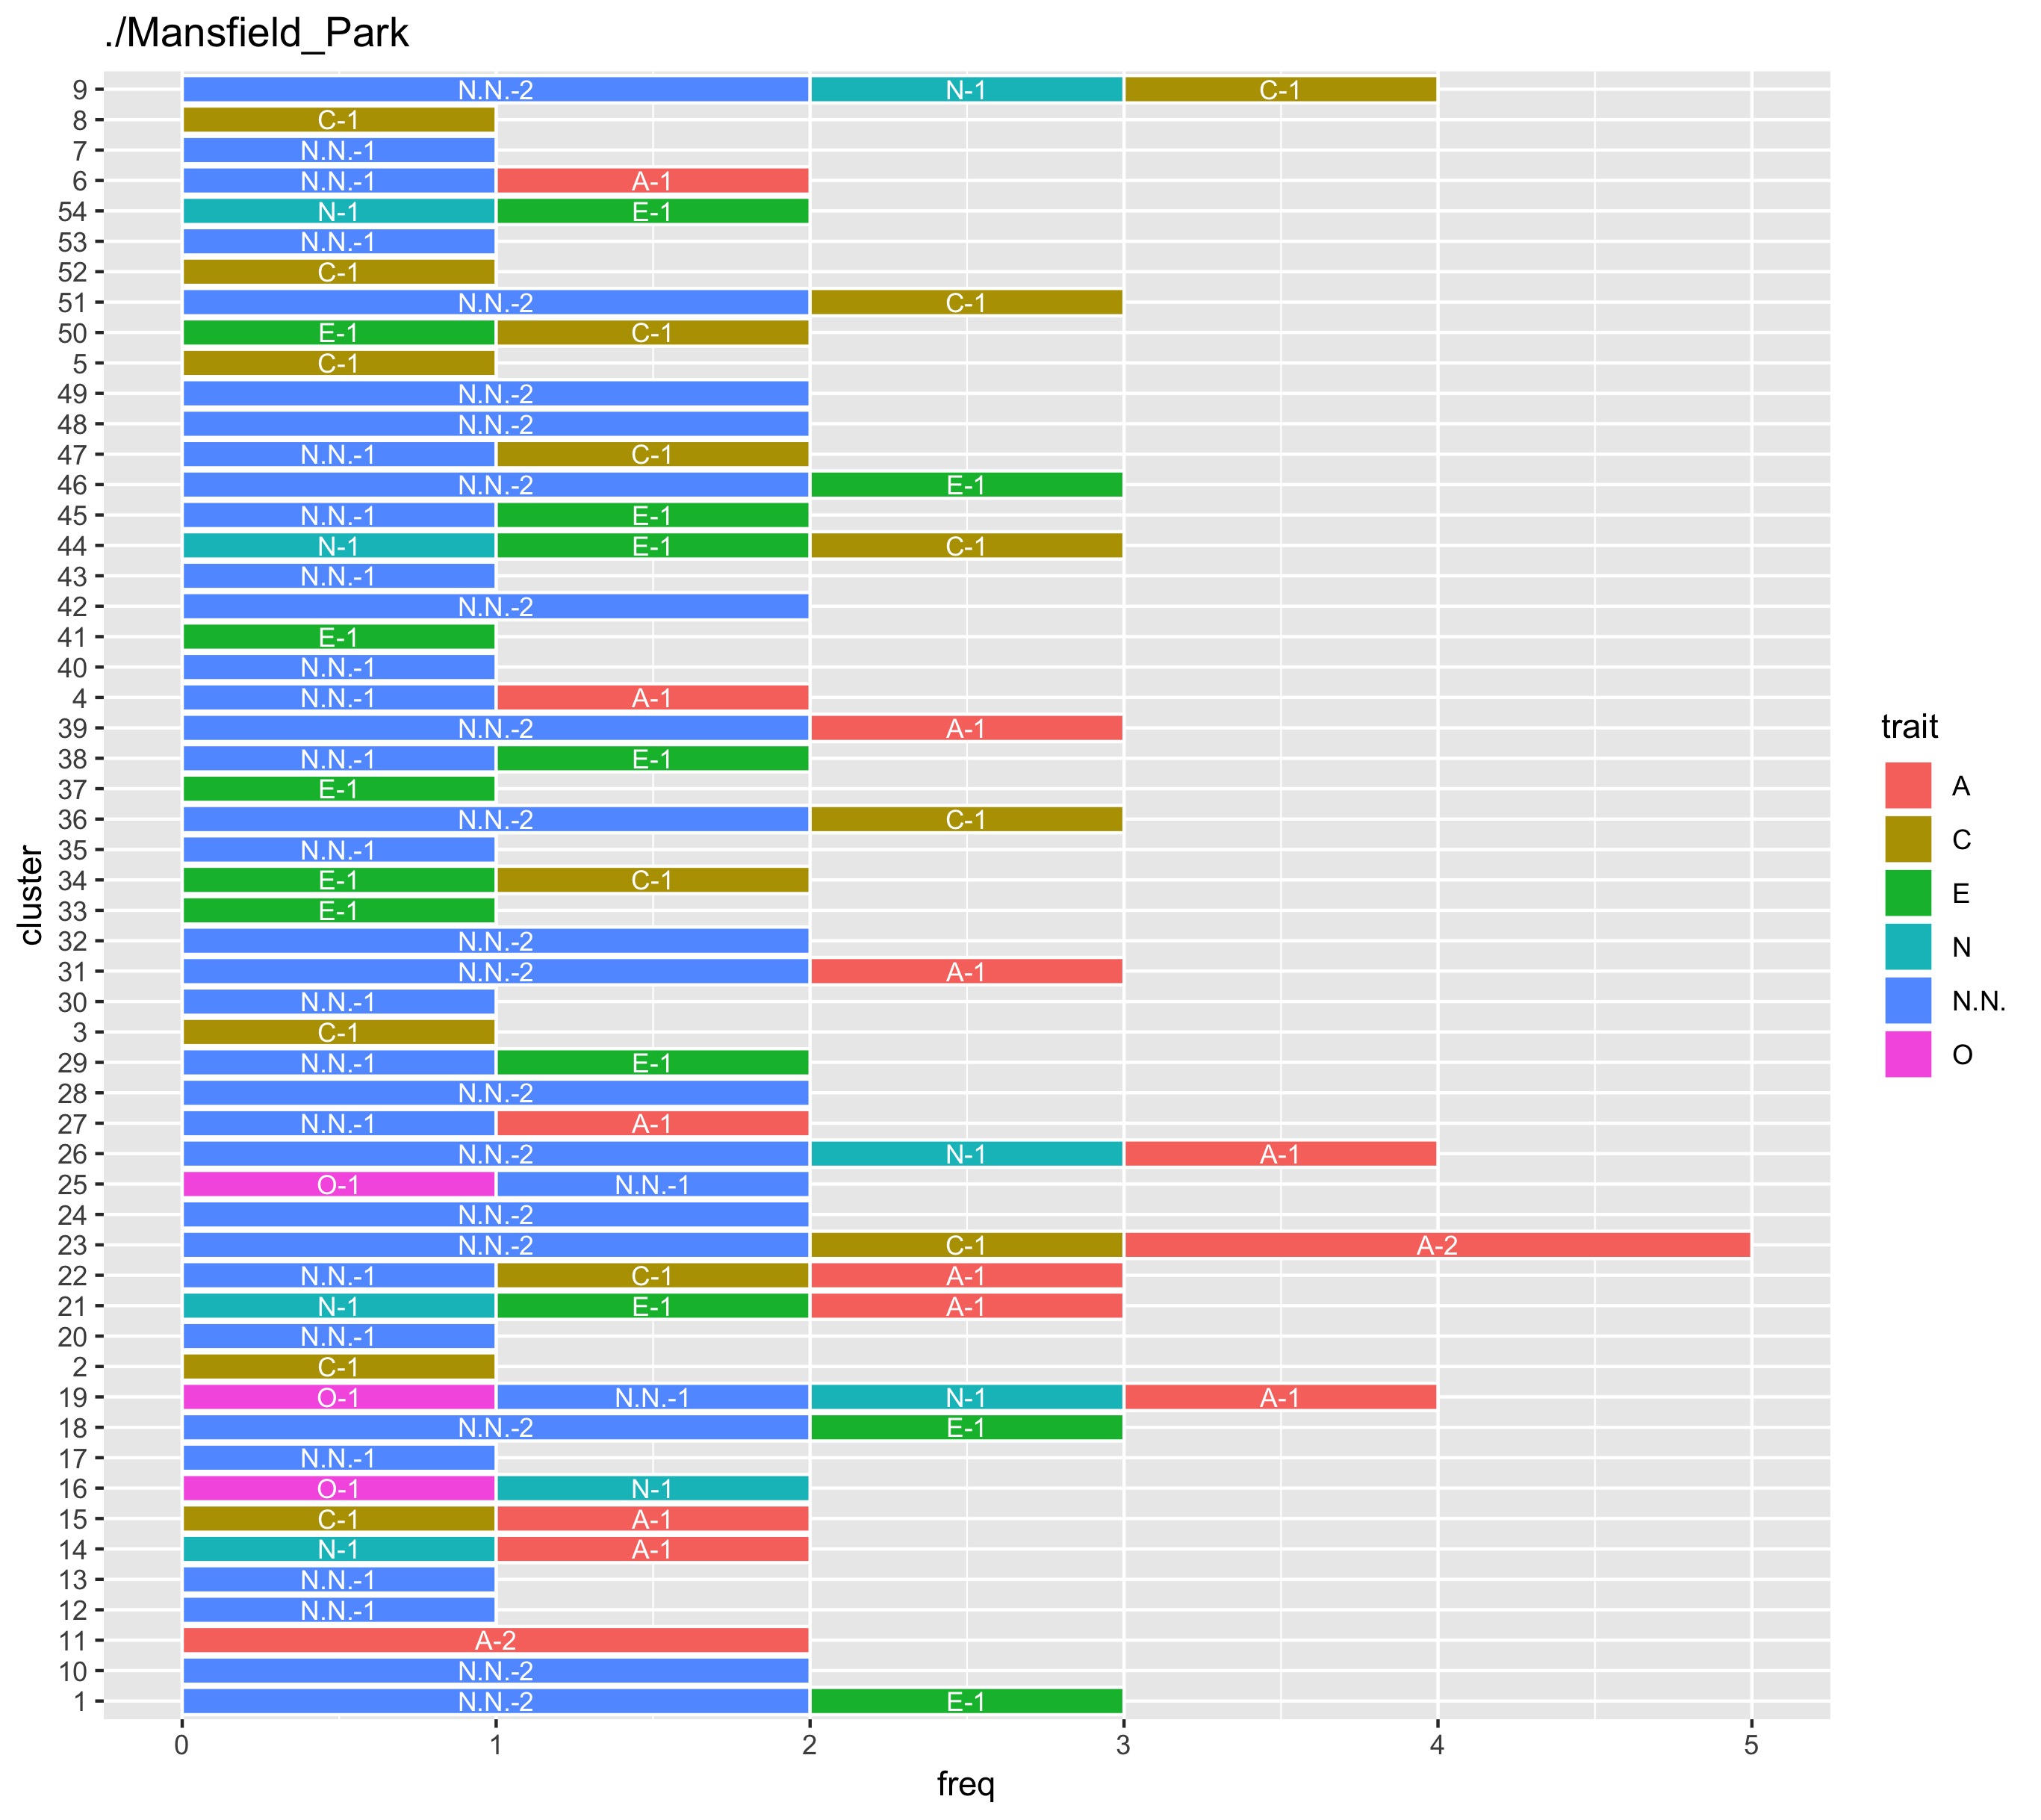 ./Mansfield_Park
9 N.N.-2 N-1 C-1
8 C-1
7 N.N.-1
6 N.N.-1 A-1
54 N-1 E-1
53 N.N.-1
52 C-1
51 N.N.-2 C-1
50 E-1 C-1
5 C-1
49 N.N.-2
48 N.N.-2
47 N.N.-1 C-1
46 N.N.-2 E-1
45 N.N.-1 E-1
44 N-1 E-1 C-1
43 N.N.-1
42 N.N.-2
41 E-1
40 N.N.-1
4 N.N.-1 A-1
39 N.N.-2 A-1
38 N.N.-1 E-1
37 E-1
36 N.N.-2 C-1
35 N.N.-1
34 E-1 C-1
33 E-1
32 N.N.-2
31 N.N.-2 A-1
30 N.N.-1
3 C-1
29 N.N.-1 E-1
28 N.N.-2
27 N.N.-1 A-1
26 N.N.-2 N-1 A-1
25 O-1 N.N.-1
24 N.N.-2
23 N.N.-2 C-1 A-2
22 N.N.-1 C-1 A-1
21 N-1 E-1 A-1
20 N.N.-1
2 C-1
19 O-1 N.N.-1 N-1 A-1
18 N.N.-2 E-1
17 N.N.-1
16 O-1 N-1
15 C-1 A-1
14 N-1 A-1
13 N.N.-1
12 N.N.-1
11 A-2
10 N.N.-2
1 N.N.-2 E-1
0 1 2 3 4 5
freq
cluster
trait
A
C
E
N
N.N.
O